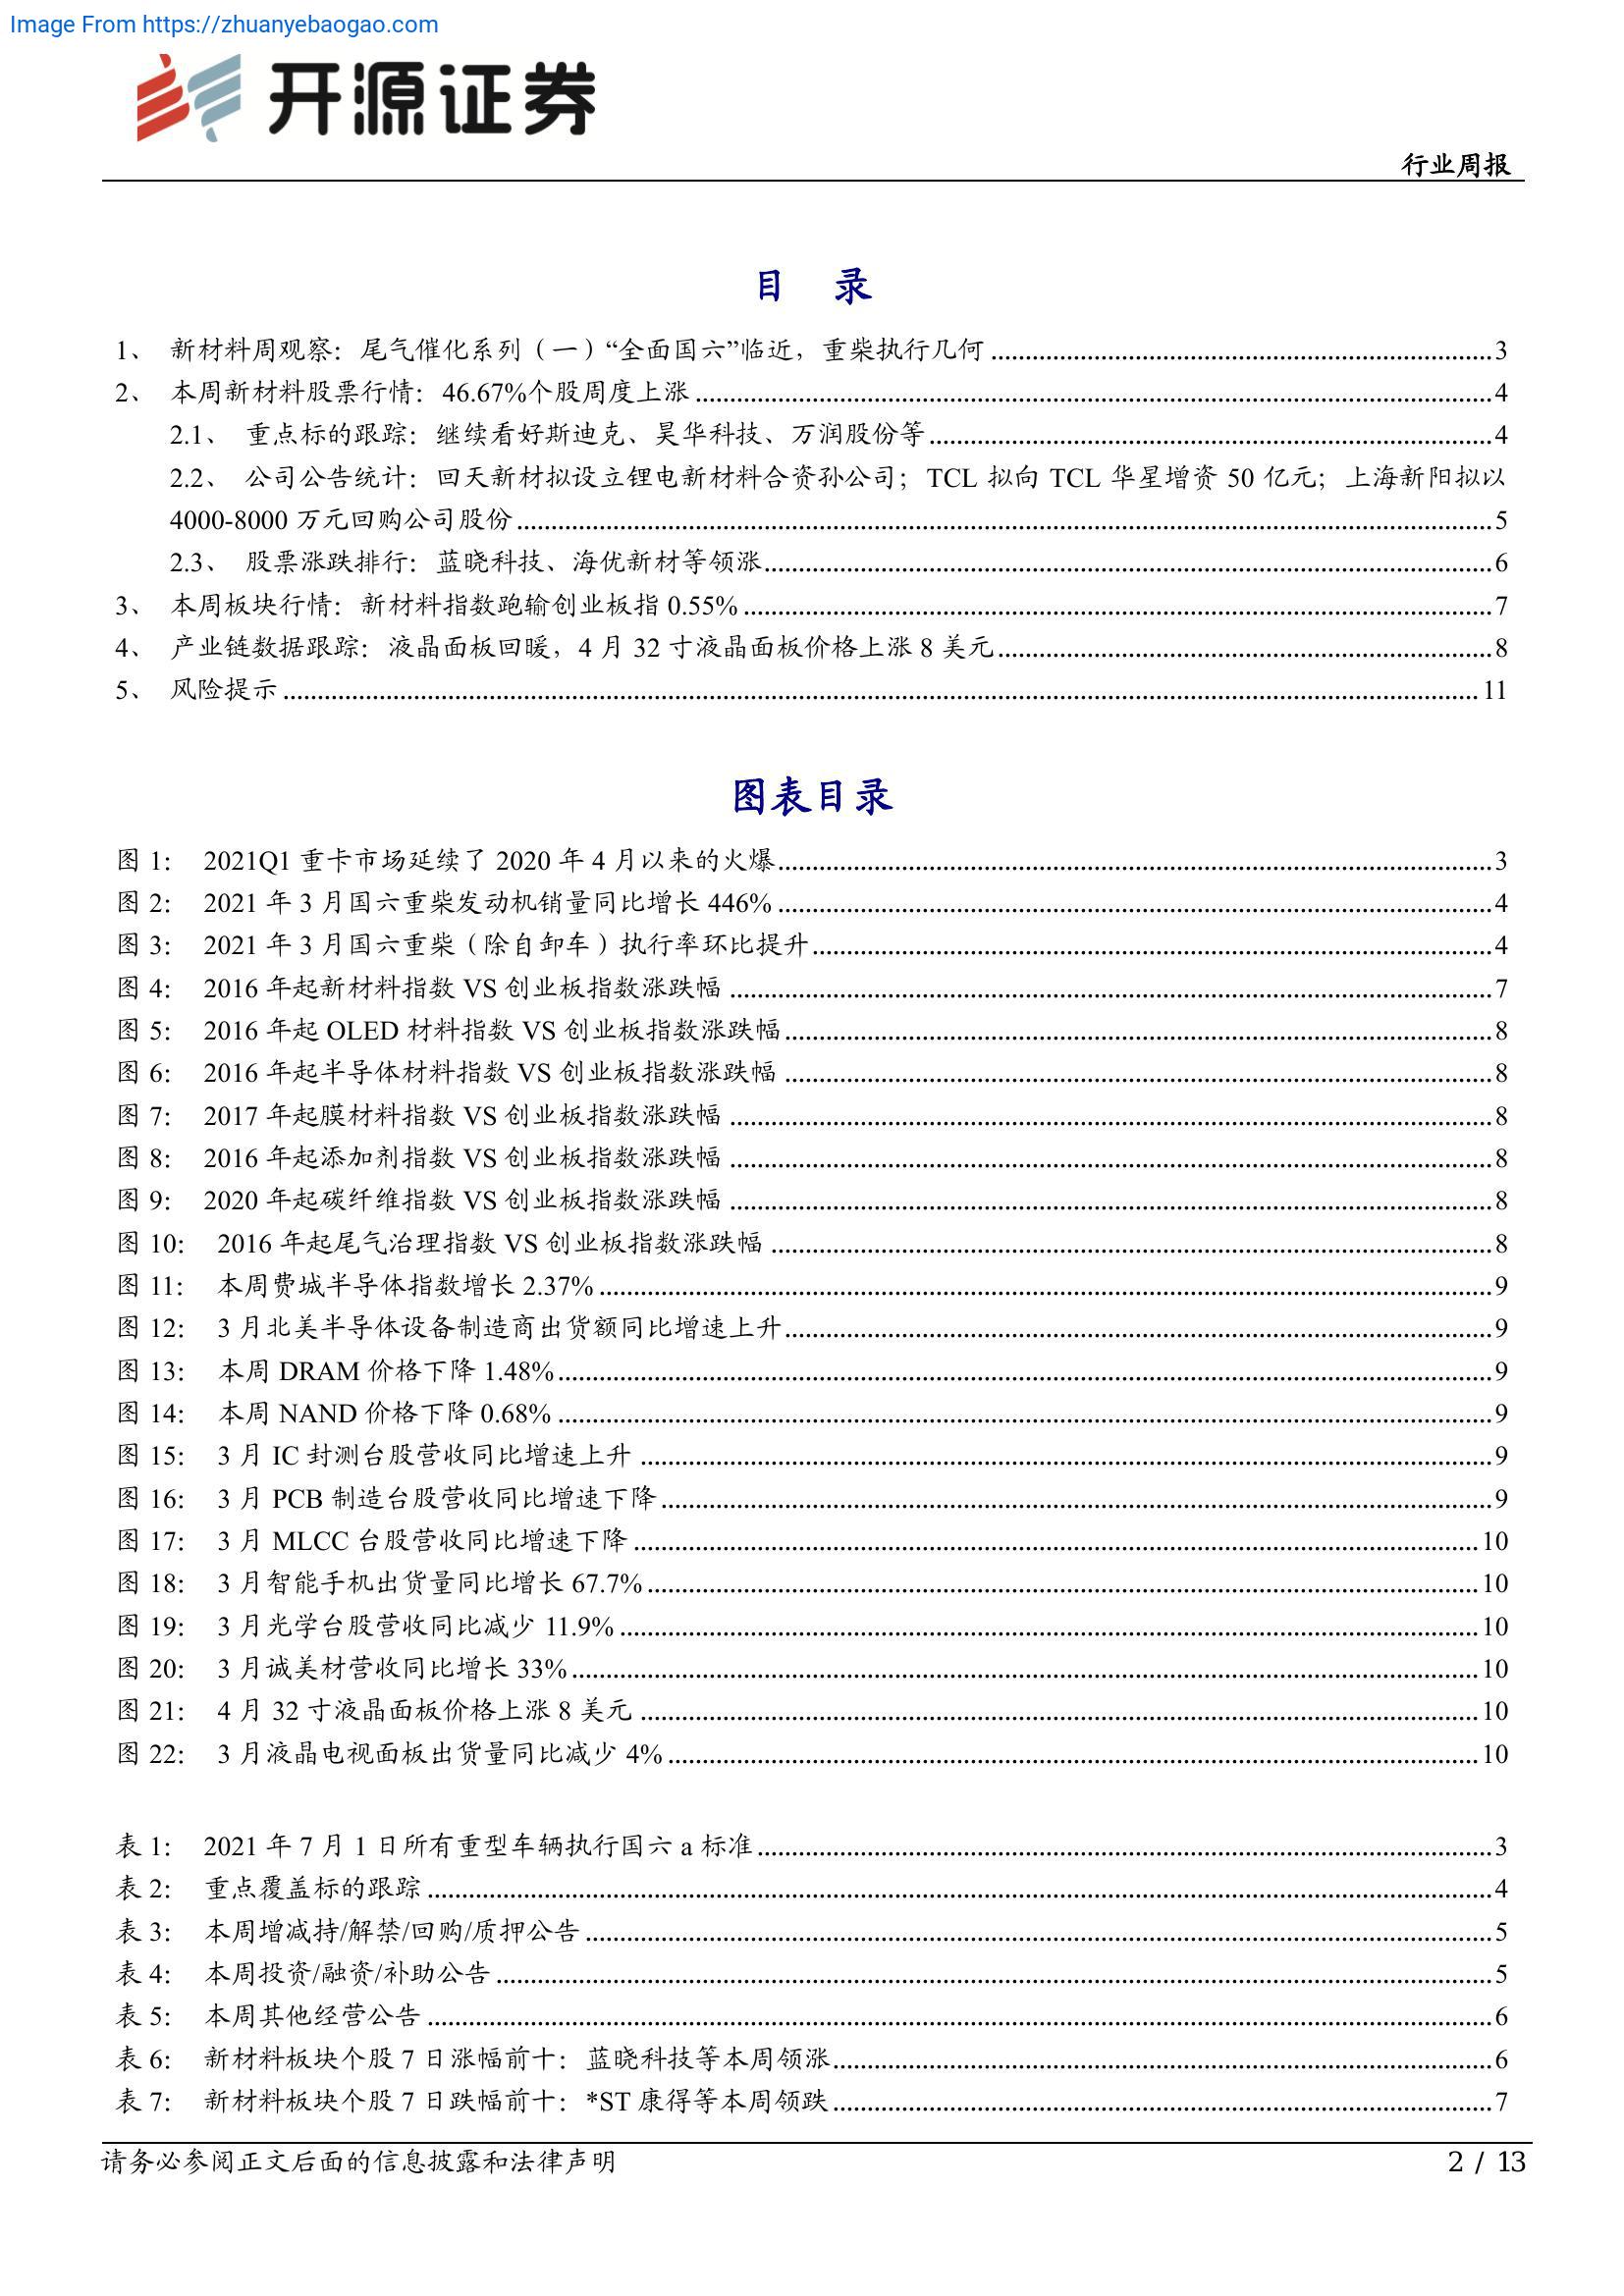 Image From https://zhuanyebaogao.com
开源证券
行业周报
目 录
1、 新材料周观察：尾气催化系列（一）“全面国六”临近，重柴执行几何 3
2、 本周新材料股票行情：46.67%个股周度上涨 4
2.1、 重点标的跟踪：继续看好斯迪克、昊华科技、万润股份等 4
2.2、 公司公告统计：回天新材拟设立锂电新材料合资孙公司；TCL 拟向 TCL 华星增资 50 亿元；上海新阳拟以
4000-8000 万元回购公司股份 5
2.3、 股票涨跌排行：蓝晓科技、海优新材等领涨 6
3、 本周板块行情：新材料指数跑输创业板指 0.55% 7
4、 产业链数据跟踪：液晶面板回暖，4 月 32 寸液晶面板价格上涨 8 美元 8
5、 风险提示 11
图表目录
图 1： 2021Q1 重卡市场延续了 2020 年 4 月以来的火爆 3
图 2： 2021 年 3 月国六重柴发动机销量同比增长 446% 4
图 3： 2021 年 3 月国六重柴（除自卸车）执行率环比提升 4
图 4： 2016 年起新材料指数 VS 创业板指数涨跌幅 7
图 5： 2016 年起 OLED 材料指数 VS 创业板指数涨跌幅 8
图 6： 2016 年起半导体材料指数 VS 创业板指数涨跌幅 8
图 7： 2017 年起膜材料指数 VS 创业板指数涨跌幅 8
图 8： 2016 年起添加剂指数 VS 创业板指数涨跌幅 8
图 9： 2020 年起碳纤维指数 VS 创业板指数涨跌幅 8
图 10： 2016 年起尾气治理指数 VS 创业板指数涨跌幅 8
图 11： 本周费城半导体指数增长 2.37% 9
图 12： 3 月北美半导体设备制造商出货额同比增速上升 9
图 13： 本周 DRAM 价格下降 1.48% 9
图 14： 本周 NAND 价格下降 0.68% 9
图 15： 3 月 IC 封测台股营收同比增速上升 9
图 16： 3 月 PCB 制造台股营收同比增速下降 9
图 17： 3 月 MLCC 台股营收同比增速下降 10
图 18： 3 月智能手机出货量同比增长 67.7% 10
图 19： 3 月光学台股营收同比减少 11.9% 10
图 20： 3 月诚美材营收同比增长 33% 10
图 21： 4 月 32 寸液晶面板价格上涨 8 美元 10
图 22： 3 月液晶电视面板出货量同比减少 4% 10
表 1： 2021 年 7 月 1 日所有重型车辆执行国六 a 标准 3
表 2： 重点覆盖标的跟踪 4
表 3： 本周增减持/解禁/回购/质押公告 5
表 4： 本周投资/融资/补助公告 5
表 5： 本周其他经营公告 6
表 6： 新材料板块个股 7 日涨幅前十：蓝晓科技等本周领涨 6
表 7： 新材料板块个股 7 日跌幅前十：*ST 康得等本周领跌 7
请务必参阅正文后面的信息披露和法律声明 2 / 13